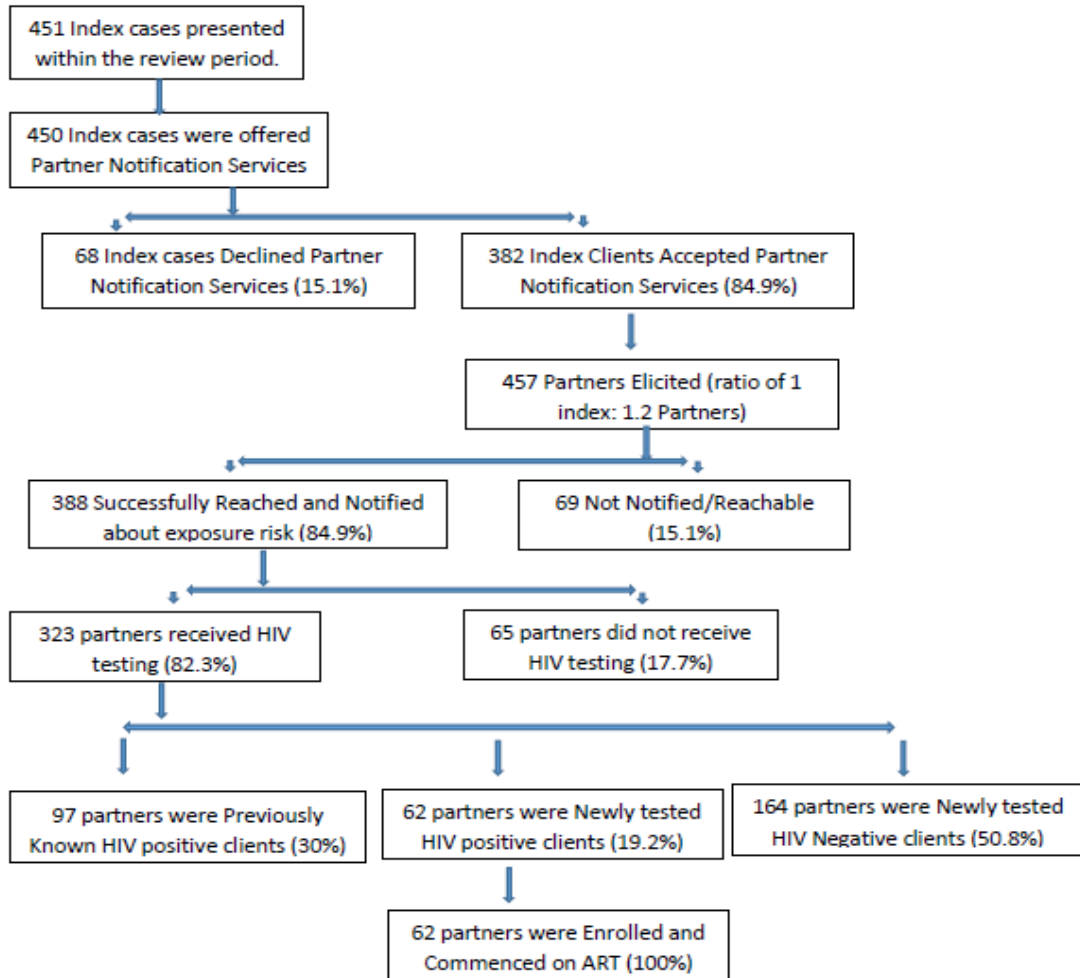 451 Index cases presented
within the review period.
450 Index cases were offered
Partner Notification Services
68 Index cases Declined Partner
Notification Services (15.1%)
382 Index Clients Accepted Partner
Notification Services (84.9%)
457 Partners Elicited (ratio of 1
index: 1.2 Partners)
388 Successfully Reached and Notified
about exposure risk (84.9%)
69 Not Notified/Reachable
(15.1%)
323 partners received HIV
testing (82.3%)
65 partners did not receive
HIV testing (17.7%)
97 partners were Previously
Known HIV positive clients (30%)
62 partners were Newly tested
HIV positive clients (19.2%)
164 partners were Newly tested
HIV Negative clients (50.8%)
62 partners were Enrolled and
Commenced on ART (100%)